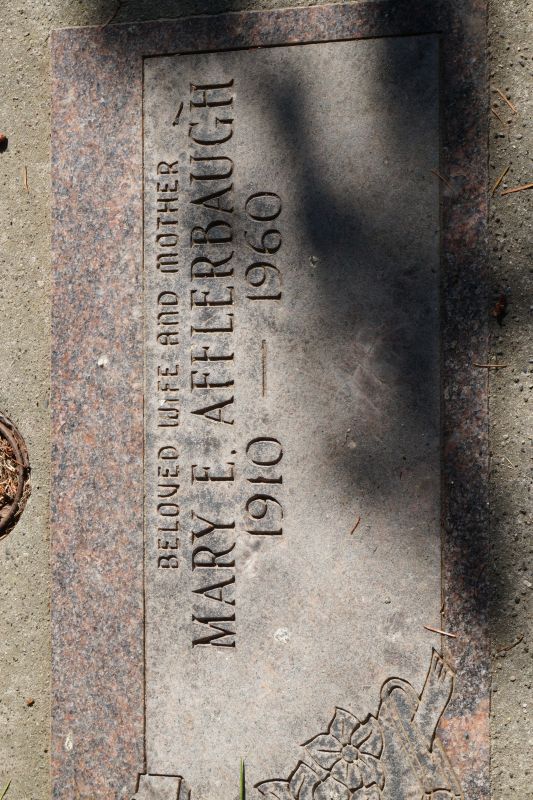 BELOVED WIFE AND MOTHER
MARY E. AFFLERBAUGH
1910 — 1960